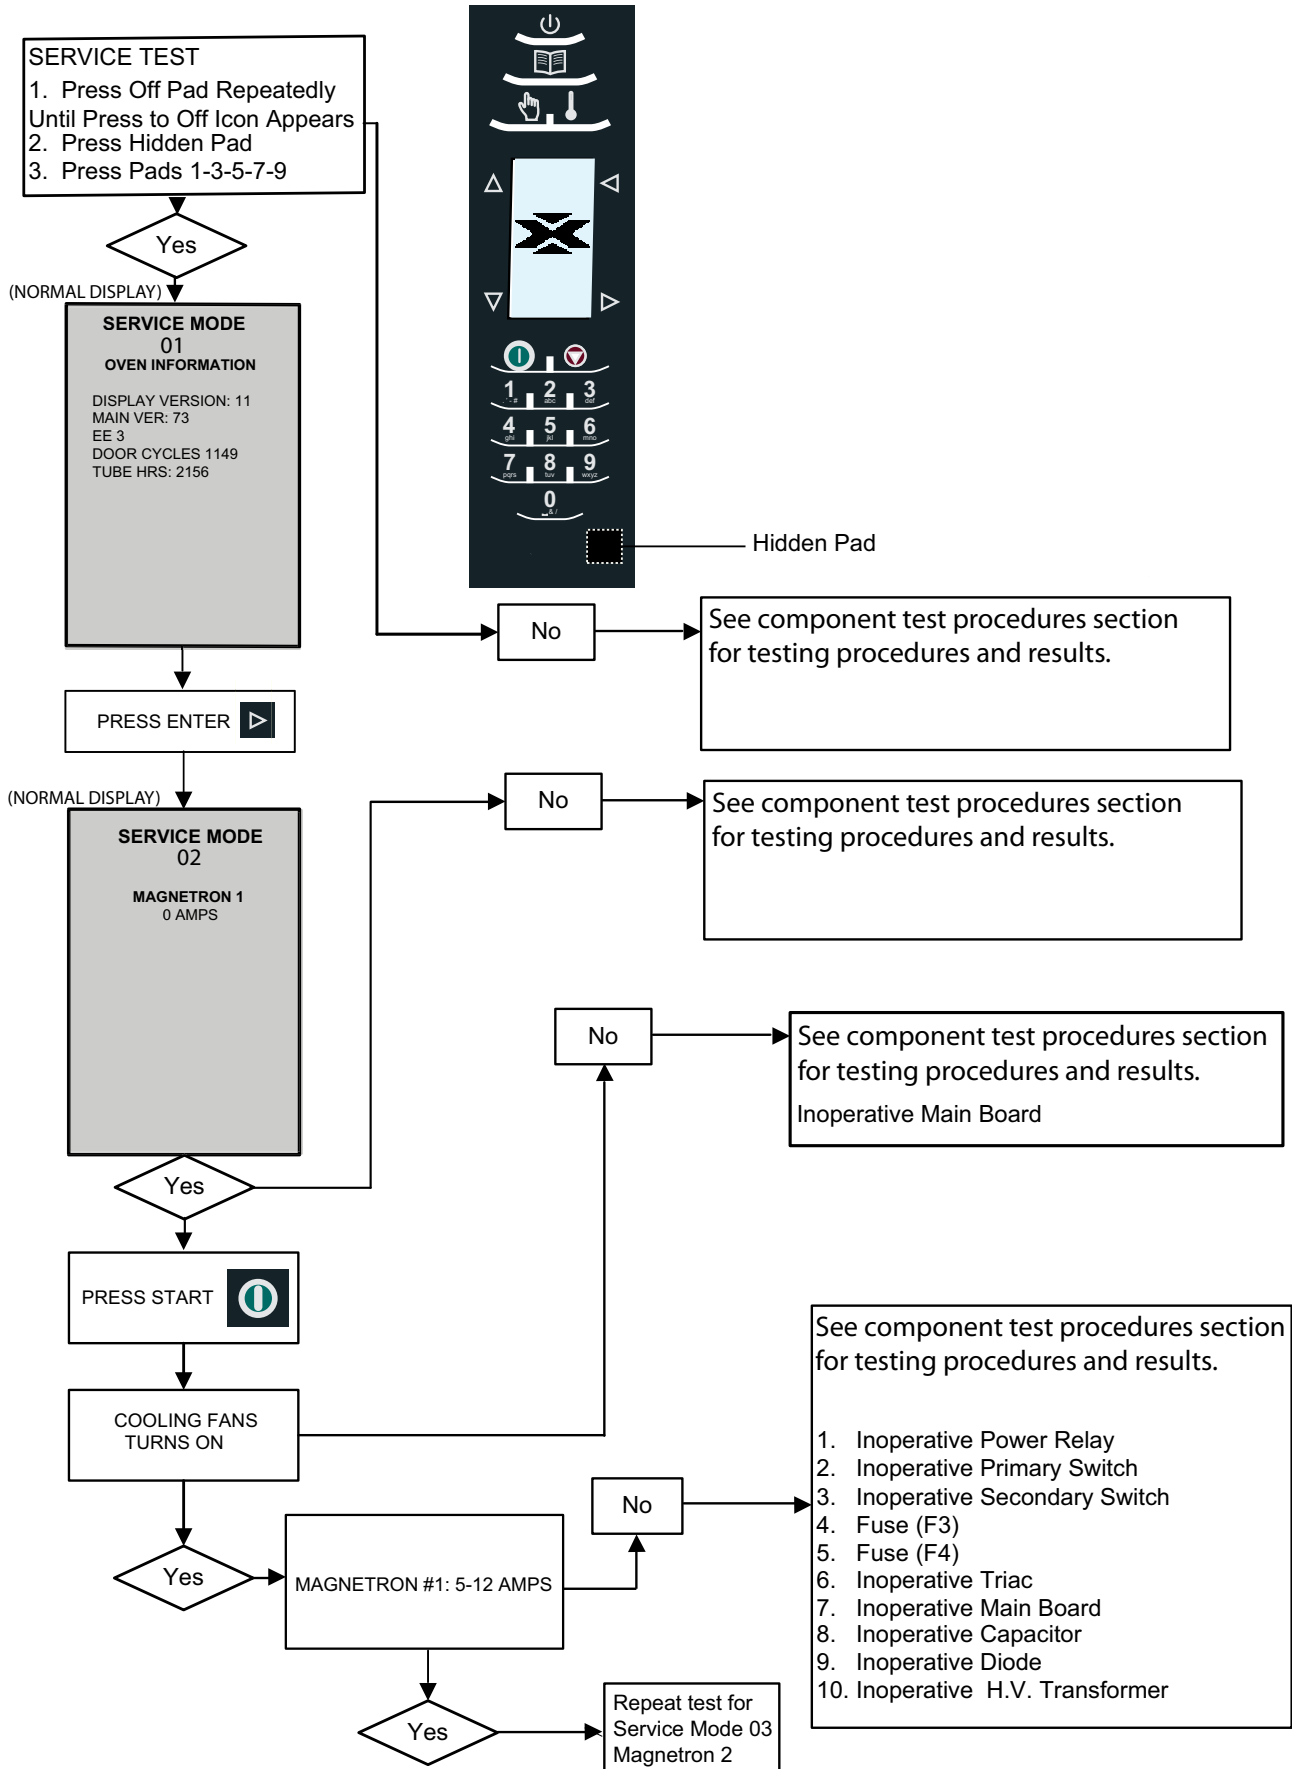 SERVICE TEST
1. Press Off Pad Repeatedly
Until Press to Off Icon Appears
2. Press Hidden Pad
3. Press Pads 1-3-5-7-9
Yes
(NORMAL DISPLAY)
SERVICE MODE
01
OVEN INFORMATION
DISPLAY VERSION: 11
MAIN VER: 73
EE 3
DOOR CYCLES 1149
TUBE HRS: 2156
1 2 3
.'-# abc def
4 5 6
ghi jkl mno
7 8 9
pqrs tuv wxyz
0
␣&/
Hidden Pad
No
See component test procedures section
for testing procedures and results.
PRESS ENTER
(NORMAL DISPLAY)
SERVICE MODE
02
MAGNETRON 1
0 AMPS
No
See component test procedures section
for testing procedures and results.
No
See component test procedures section
for testing procedures and results.
Inoperative Main Board
Yes
PRESS START
COOLING FANS
TURNS ON
Yes
MAGNETRON #1: 5-12 AMPS
No
See component test procedures section
for testing procedures and results.
1. Inoperative Power Relay
2. Inoperative Primary Switch
3. Inoperative Secondary Switch
4. Fuse (F3)
5. Fuse (F4)
6. Inoperative Triac
7. Inoperative Main Board
8. Inoperative Capacitor
9. Inoperative Diode
10. Inoperative H.V. Transformer
Yes
Repeat test for
Service Mode 03
Magnetron 2